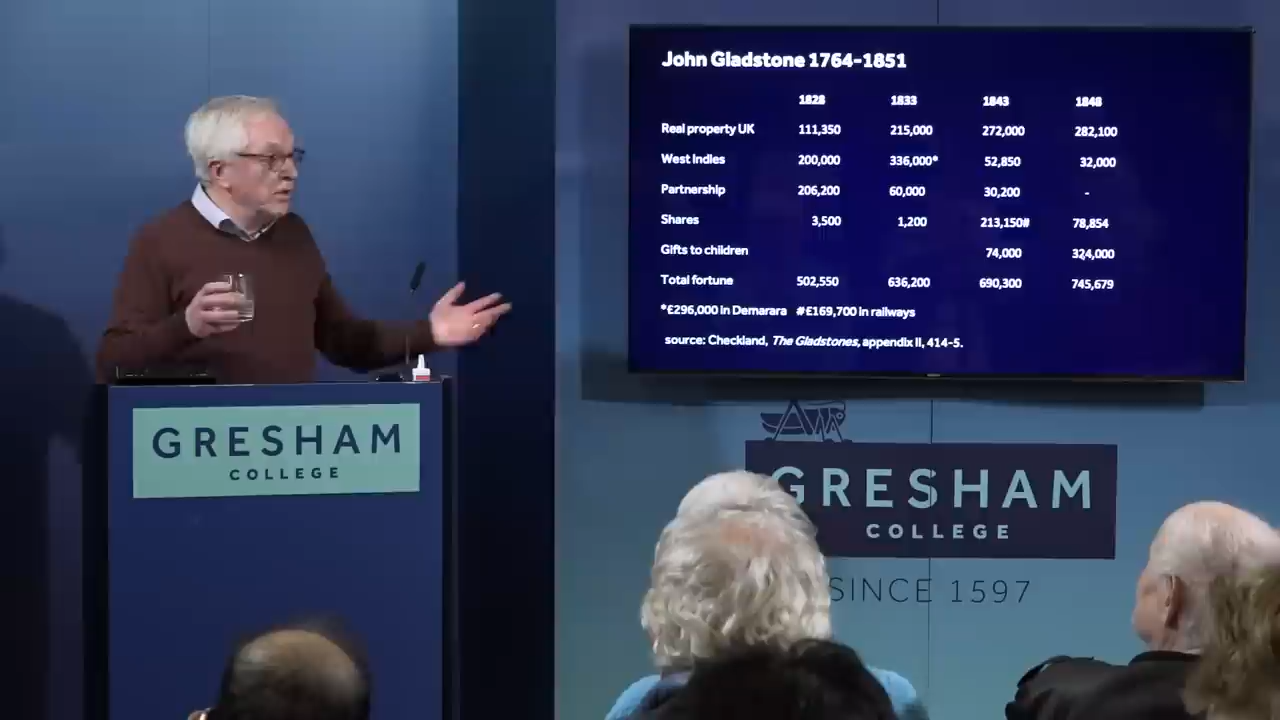 John Gladstone 1764-1851
1828 1833 1843 1848
Real property UK 111,350 215,000 272,000 282,100
West Indies 200,000 336,000* 52,850 32,000
Partnership 206,200 60,000 30,200 -
Shares 3,500 1,200 213,150# 78,854
Gifts to children 74,000 324,000
Total fortune 502,550 636,200 690,300 745,679
*£296,000 in Demarara #£169,700 in railways
source: Checkland, The Gladstones, appendix II, 414-5.
GRESHAM
COLLEGE
GRESHAM
COLLEGE
SINCE 1597